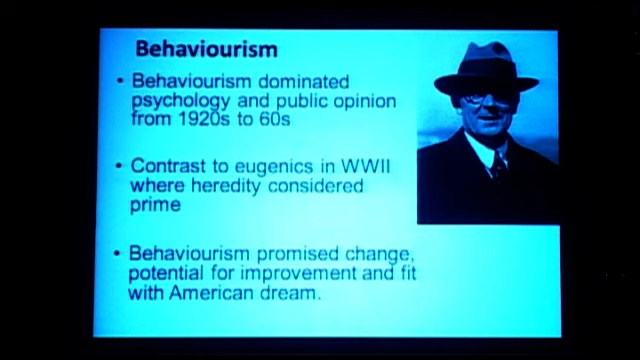 Behaviourism
• Behaviourism dominated
psychology and public opinion
from 1920s to 60s
• Contrast to eugenics in WWII
where heredity considered
prime
• Behaviourism promised change,
potential for improvement and fit
with American dream.